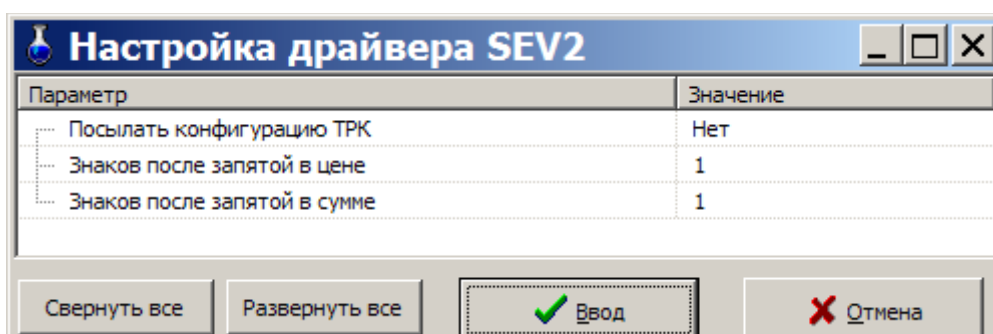 Настройка драйвера SEV2
Параметр Значение
Посылать конфигурацию ТРК Нет
Знаков после запятой в цене 1
Знаков после запятой в сумме 1
Свернуть все Развернуть все Ввод Отмена